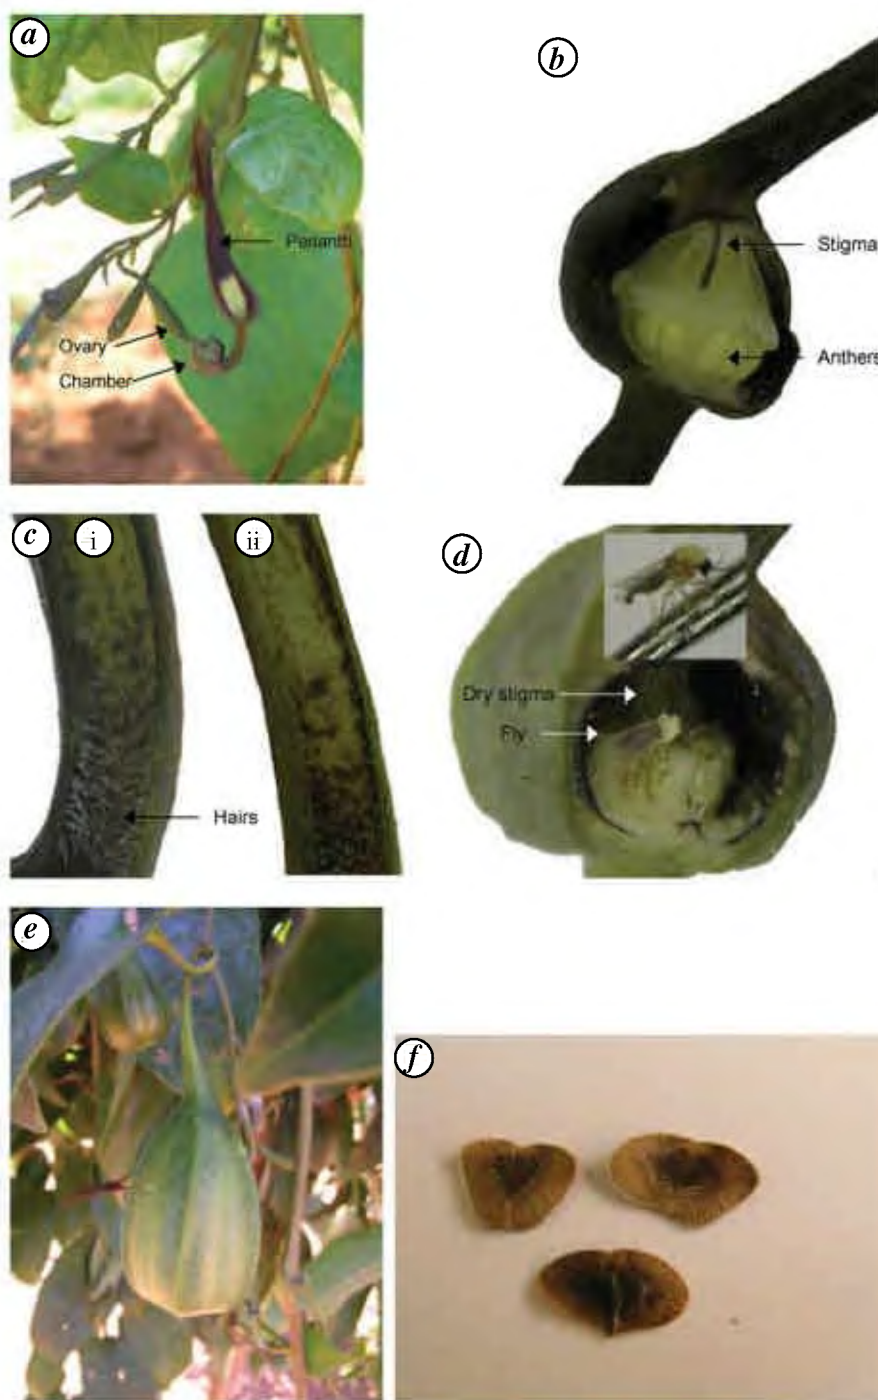 a
Perianth
Ovary
Chamber
b
Stigma
Anthers
c
i
ii
Hairs
d
Dry stigma
Fly
e
f